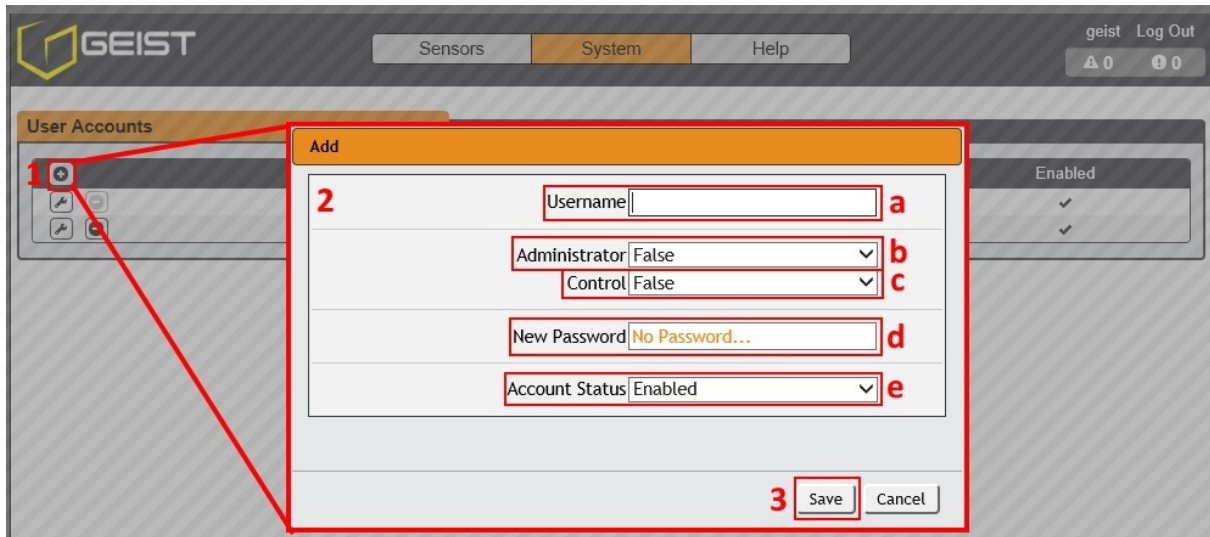 GEIST
Sensors
System
Help
geist Log Out
0 0
User Accounts
1
Enabled
Add
2
Username a
Administrator False b
Control False c
New Password No Password... d
Account Status Enabled e
3 Save Cancel